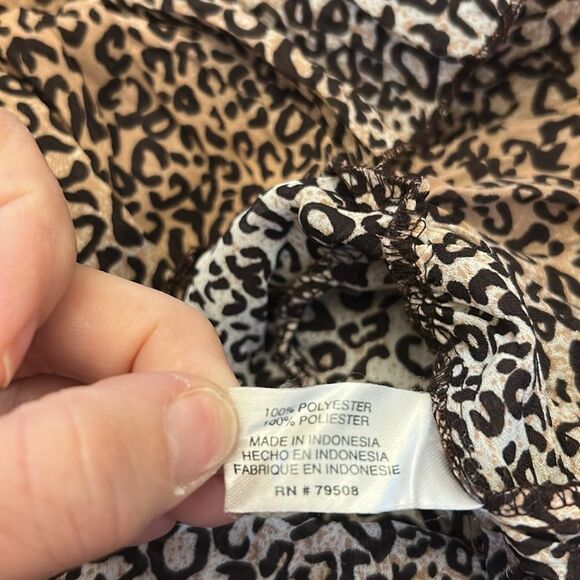 100% POLYESTER
100% POLIESTER
MADE IN INDONESIA
HECHO EN INDONESIA
FABRIQUE EN INDONESIE
RN # 79508